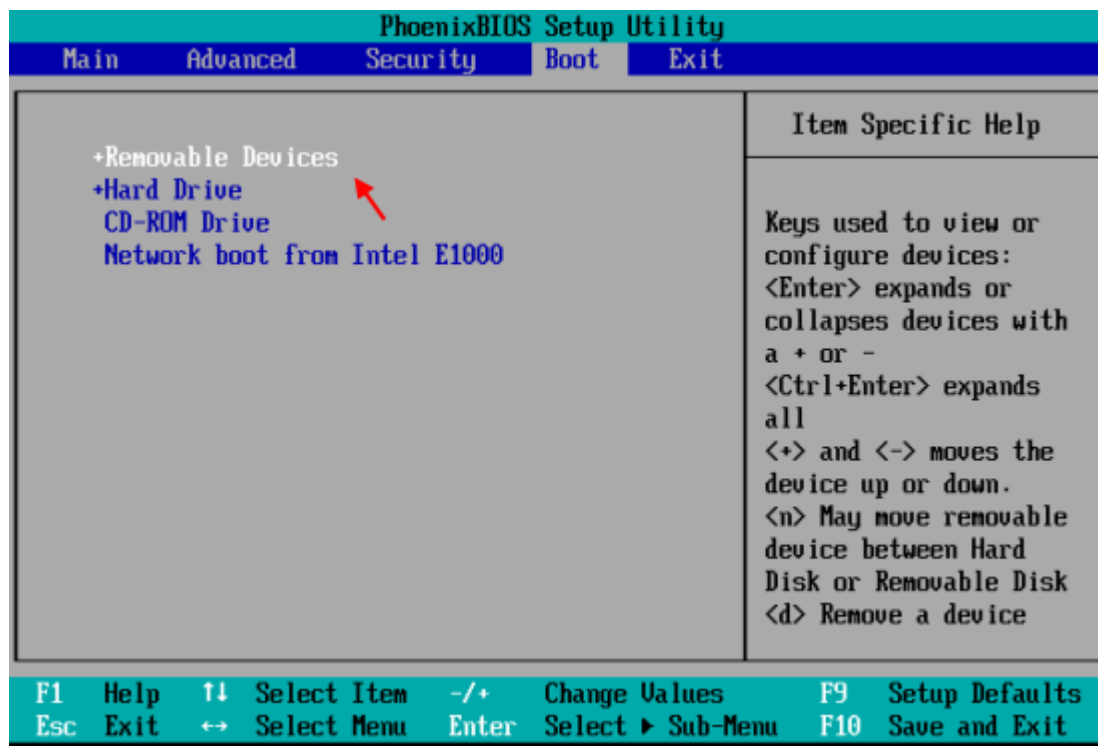 PhoenixBIOS Setup Utility
Main Advanced Security Boot Exit
+Removable Devices
+Hard Drive
CD-ROM Drive
Network boot from Intel E1000
Item Specific Help
Keys used to view or
configure devices:
<Enter> expands or
collapses devices with
a + or -
<Ctrl+Enter> expands
all
<+> and <-> moves the
device up or down.
<n> May move removable
device between Hard
Disk or Removable Disk
<d> Remove a device
F1 Help ↑↓ Select Item -/+ Change Values F9 Setup Defaults
Esc Exit ↔ Select Menu Enter Select ▶ Sub-Menu F10 Save and Exit